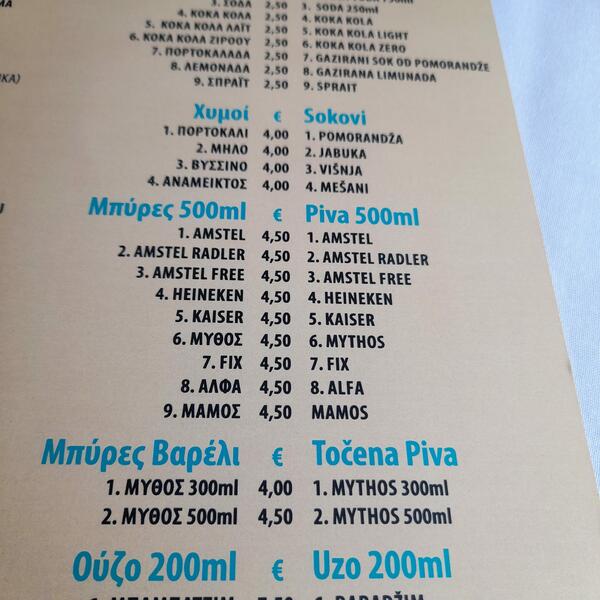 3. ΣΟΔΑ 2,50 3. SODA 250ml
4. ΚΟΚΑ ΚΟΛΑ 2,50 4. KOKA KOLA
5. ΚΟΚΑ ΚΟΛΑ ΛΑΪΤ 2,50 5. KOKA KOLA LIGHT
6. ΚΟΚΑ ΚΟΛΑ ΖΙΡΟΟΥ 2,50 6. KOKA KOLA ZERO
7. ΠΟΡΤΟΚΑΛΑΔΑ 2,50 7. GAZIRANI SOK OD POMORANDŽE
8. ΛΕΜΟΝΑΔΑ 2,50 8. GAZIRANA LIMUNADA
9. ΣΠΡΑΪΤ 2,50 9. SPRAIT
Χυμοί € Sokovi
1. ΠΟΡΤΟΚΑΛΙ 4,00 1. POMORANDŽA
2. ΜΗΛΟ 4,00 2. JABUKA
3. ΒΥΣΣΙΝΟ 4,00 3. VIŠNJA
4. ΑΝΑΜΕΙΚΤΟΣ 4,00 4. MEŠANI
Μπύρες 500ml € Piva 500ml
1. AMSTEL 4,50 1. AMSTEL
2. AMSTEL RADLER 4,50 2. AMSTEL RADLER
3. AMSTEL FREE 4,50 3. AMSTEL FREE
4. HEINEKEN 4,50 4. HEINEKEN
5. KAISER 4,50 5. KAISER
6. ΜΥΘΟΣ 4,50 6. MYTHOS
7. FIX 4,50 7. FIX
8. ΑΛΦΑ 4,50 8. ALFA
9. ΜΑΜΟΣ 4,50 MAMOS
Μπύρες Βαρέλι € Točena Piva
1. ΜΥΘΟΣ 300ml 4,00 1. MYTHOS 300ml
2. ΜΥΘΟΣ 500ml 4,50 2. MYTHOS 500ml
Ούζο 200ml € Uzo 200ml